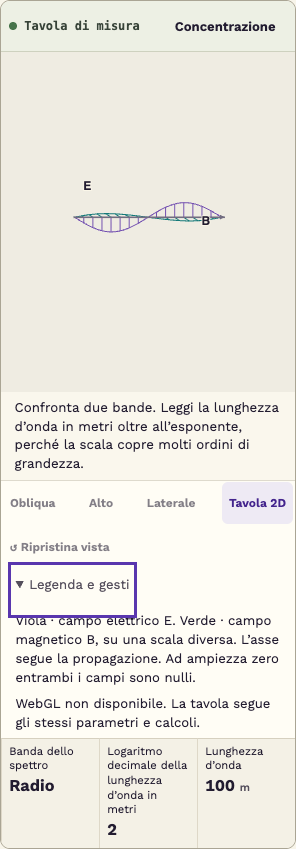 Tavola di misura
Concentrazione
E
B
Confronta due bande. Leggi la lunghezza
d’onda in metri oltre all’esponente,
perché la scala copre molti ordini di
grandezza.
Obliqua Alto Laterale Tavola 2D
↺ Ripristina vista
▼ Legenda e gesti
Viola · campo elettrico E. Verde · campo
magnetico B, su una scala diversa. L’asse
segue la propagazione. Ad ampiezza zero
entrambi i campi sono nulli.
WebGL non disponibile. La tavola segue
gli stessi parametri e calcoli.
Banda dello
spettro
Radio
Logaritmo
decimale della
lunghezza
d’onda in
metri
2
Lunghezza
d’onda
100 m